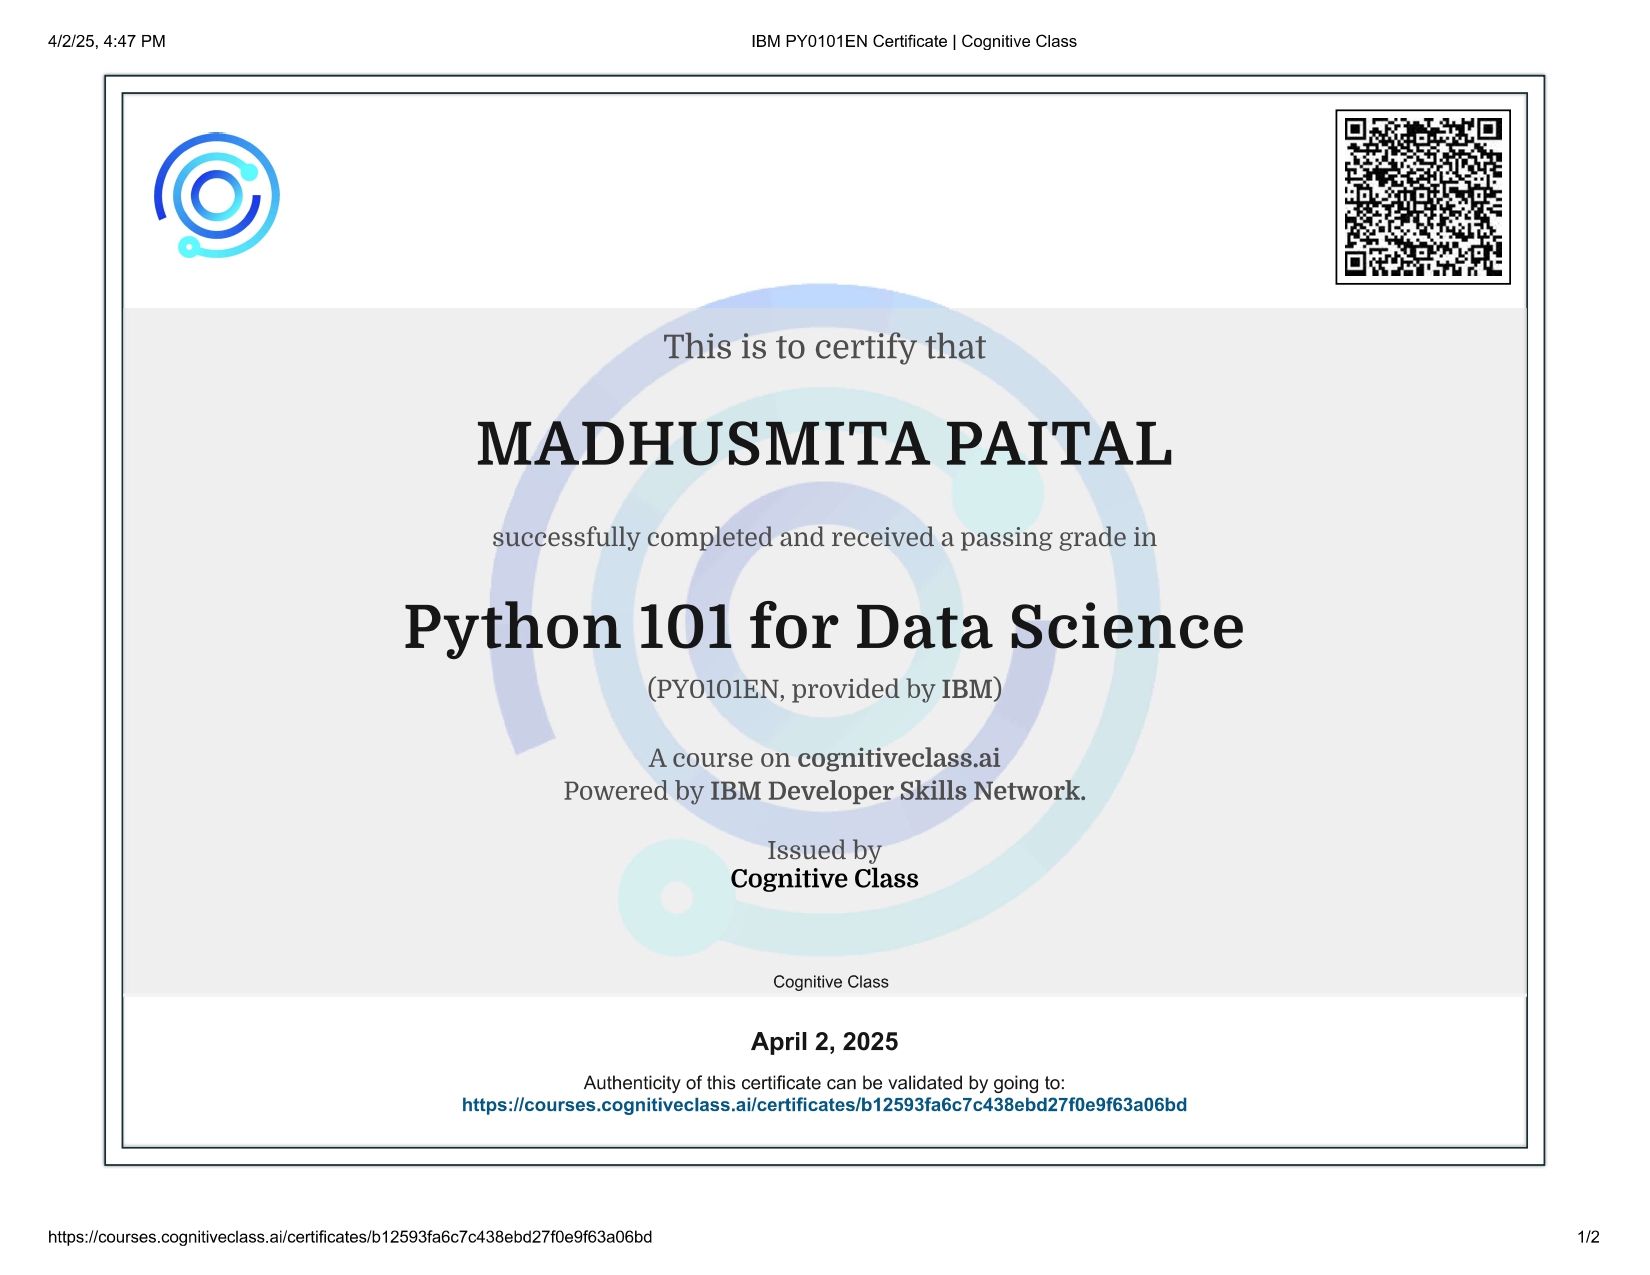 4/2/25, 4:47 PM
IBM PY0101EN Certificate | Cognitive Class
This is to certify that
MADHUSMITA PAITAL
successfully completed and received a passing grade in
Python 101 for Data Science
(PY0101EN, provided by IBM)
A course on cognitiveclass.ai
Powered by IBM Developer Skills Network.
Issued by
Cognitive Class
Cognitive Class
April 2, 2025
Authenticity of this certificate can be validated by going to:
https://courses.cognitiveclass.ai/certificates/b12593fa6c7c438ebd27f0e9f63a06bd
https://courses.cognitiveclass.ai/certificates/b12593fa6c7c438ebd27f0e9f63a06bd
1/2